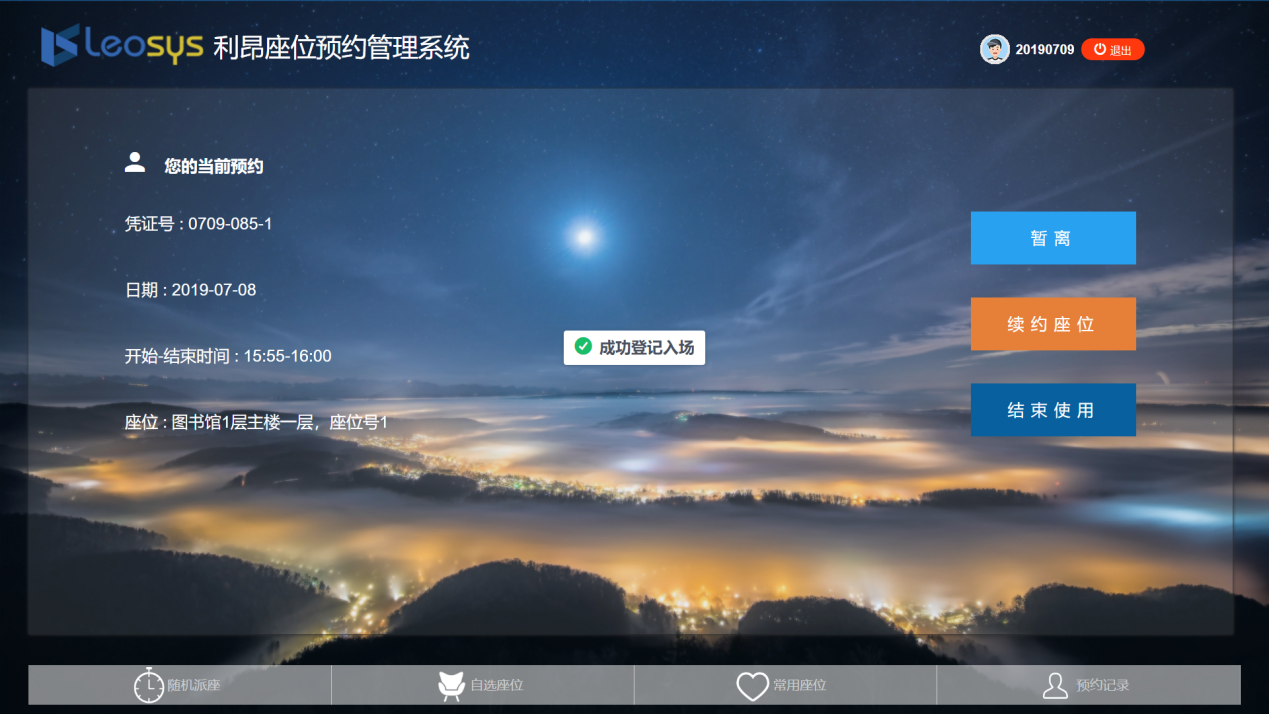 Leosys 利昂座位预约管理系统
20190709 退出
您的当前预约
凭证号 : 0709-085-1
暂离
日期 : 2019-07-08
续约座位
开始-结束时间 : 15:55-16:00
成功登记入场
结束使用
座位 : 图书馆1层主楼一层，座位号1
随机派座 自选座位 常用座位 预约记录